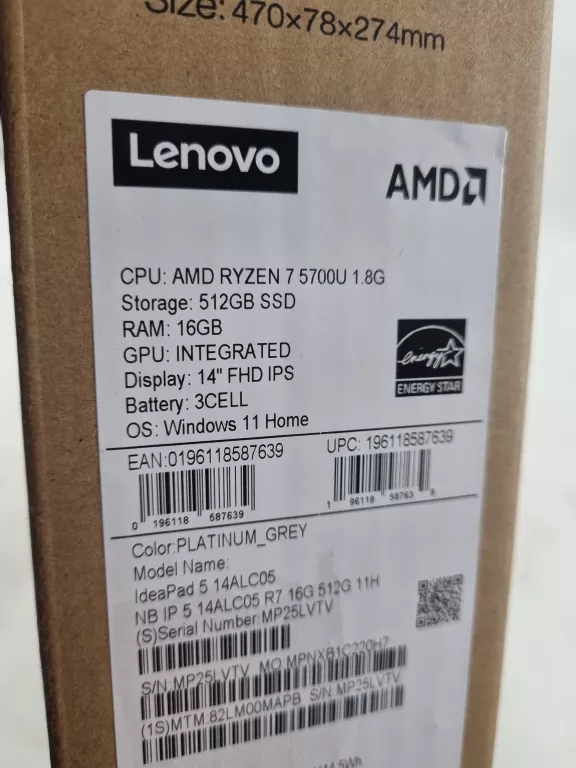 Size: 470x78x274mm
Lenovo
AMD
CPU: AMD RYZEN 7 5700U 1.8G
Storage: 512GB SSD
RAM: 16GB
GPU: INTEGRATED
Display: 14" FHD IPS
Battery: 3CELL
OS: Windows 11 Home
energy
ENERGY STAR
EAN:0196118587639
UPC: 196118587639
0 196118 587639
1 96118 58763 9
Color:PLATINUM_GREY
Model Name:
IdeaPad 5 14ALC05
NB IP 5 14ALC05 R7 16G 512G 11H
(S)Serial Number:MP25LVTV
S/N:MP25LVTV MO:MPNXB1C220H7
(1S)MTM:82LM00MAPB S/N:MP25LVTV